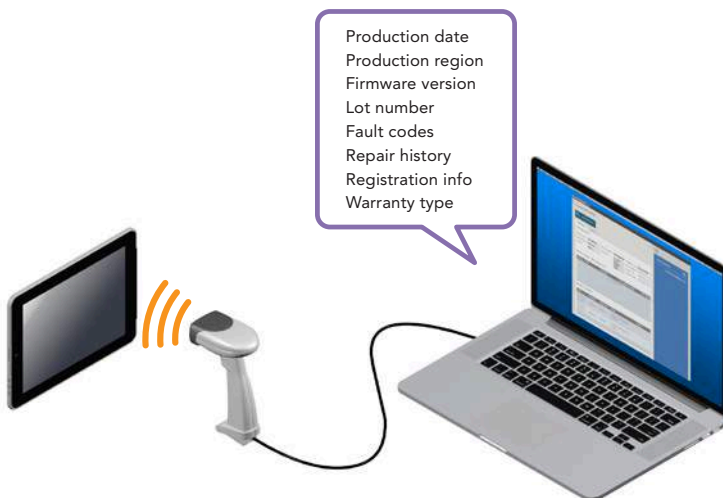 Production date
Production region
Firmware version
Lot number
Fault codes
Repair history
Registration info
Warranty type